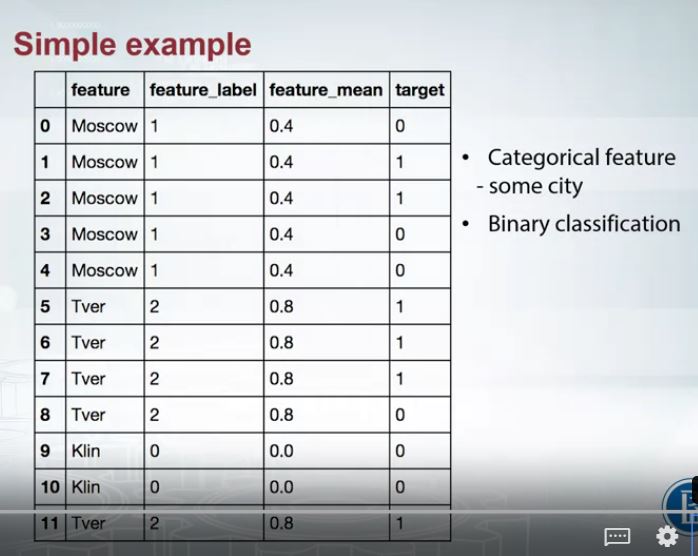 Simple example
feature feature_label feature_mean target
0 Moscow 1 0.4 0
1 Moscow 1 0.4 1
2 Moscow 1 0.4 1
3 Moscow 1 0.4 0
4 Moscow 1 0.4 0
5 Tver 2 0.8 1
6 Tver 2 0.8 1
7 Tver 2 0.8 1
8 Tver 2 0.8 0
9 Klin 0 0.0 0
10 Klin 0 0.0 0
11 Tver 2 0.8 1
• Categorical feature
- some city
• Binary classification